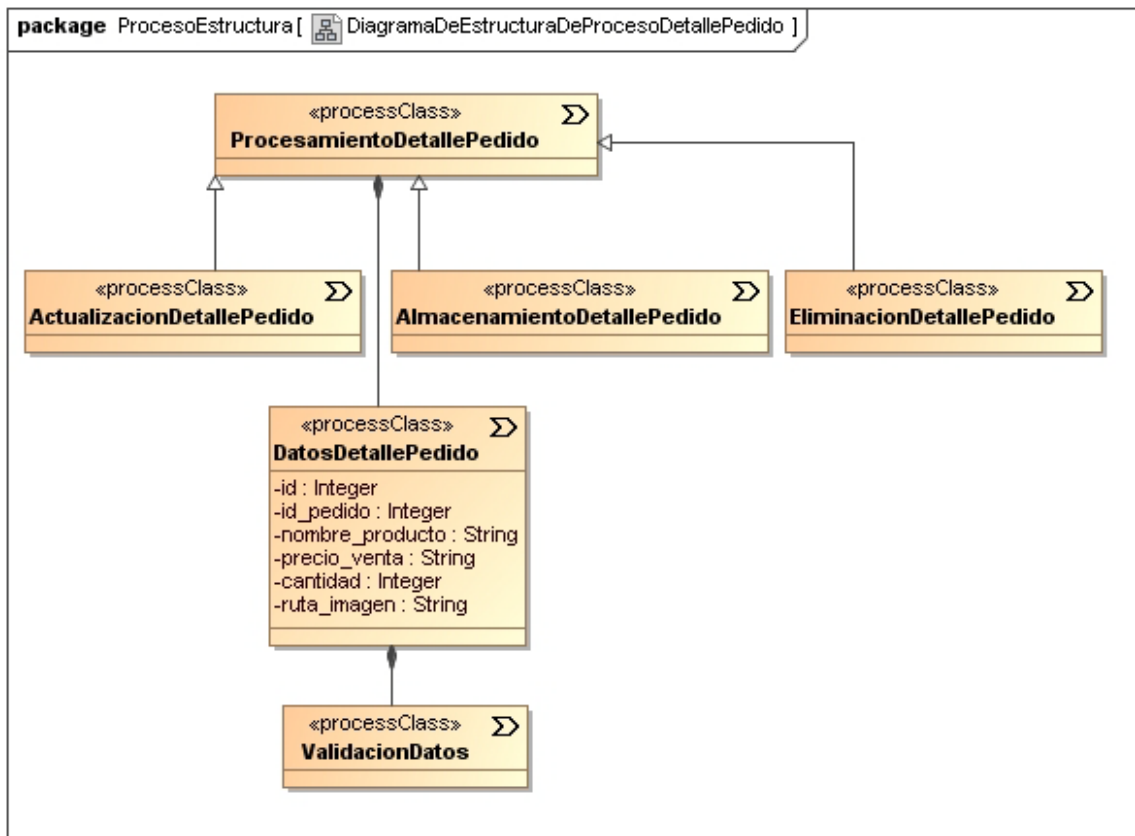 package ProcesoEstructura [ DiagramaDeEstructuraDeProcesoDetallePedido ]
«processClass»
ProcesamientoDetallePedido
«processClass»
ActualizacionDetallePedido
«processClass»
AlmacenamientoDetallePedido
«processClass»
EliminacionDetallePedido
«processClass»
DatosDetallePedido
-id : Integer
-id_pedido : Integer
-nombre_producto : String
-precio_venta : String
-cantidad : Integer
-ruta_imagen : String
«processClass»
ValidacionDatos